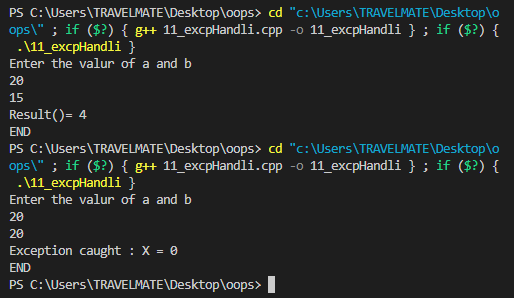 PS C:\Users\TRAVELMATE\Desktop\oops> cd "c:\Users\TRAVELMATE\Desktop\o
ops\" ; if ($?) { g++ 11_excpHandli.cpp -o 11_excpHandli } ; if ($?) {
 .\11_excpHandli }
Enter the valur of a and b
20
15
Result()= 4
END
PS C:\Users\TRAVELMATE\Desktop\oops> cd "c:\Users\TRAVELMATE\Desktop\o
ops\" ; if ($?) { g++ 11_excpHandli.cpp -o 11_excpHandli } ; if ($?) {
 .\11_excpHandli }
Enter the valur of a and b
20
20
Exception caught : X = 0
END
PS C:\Users\TRAVELMATE\Desktop\oops>